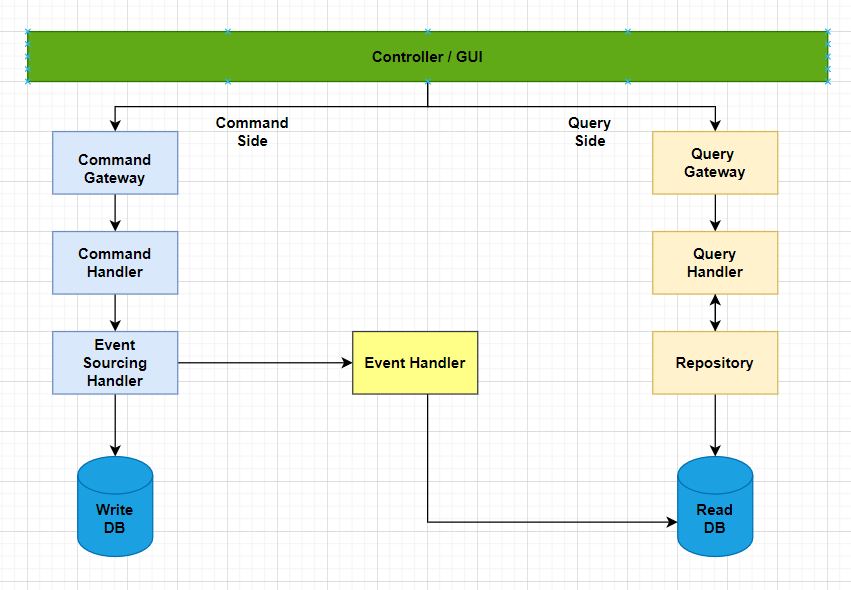 Controller / GUI
Command
Side
Query
Side
Command
Gateway
Query
Gateway
Command
Handler
Query
Handler
Event
Sourcing
Handler
Event Handler
Repository
Write
DB
Read
DB